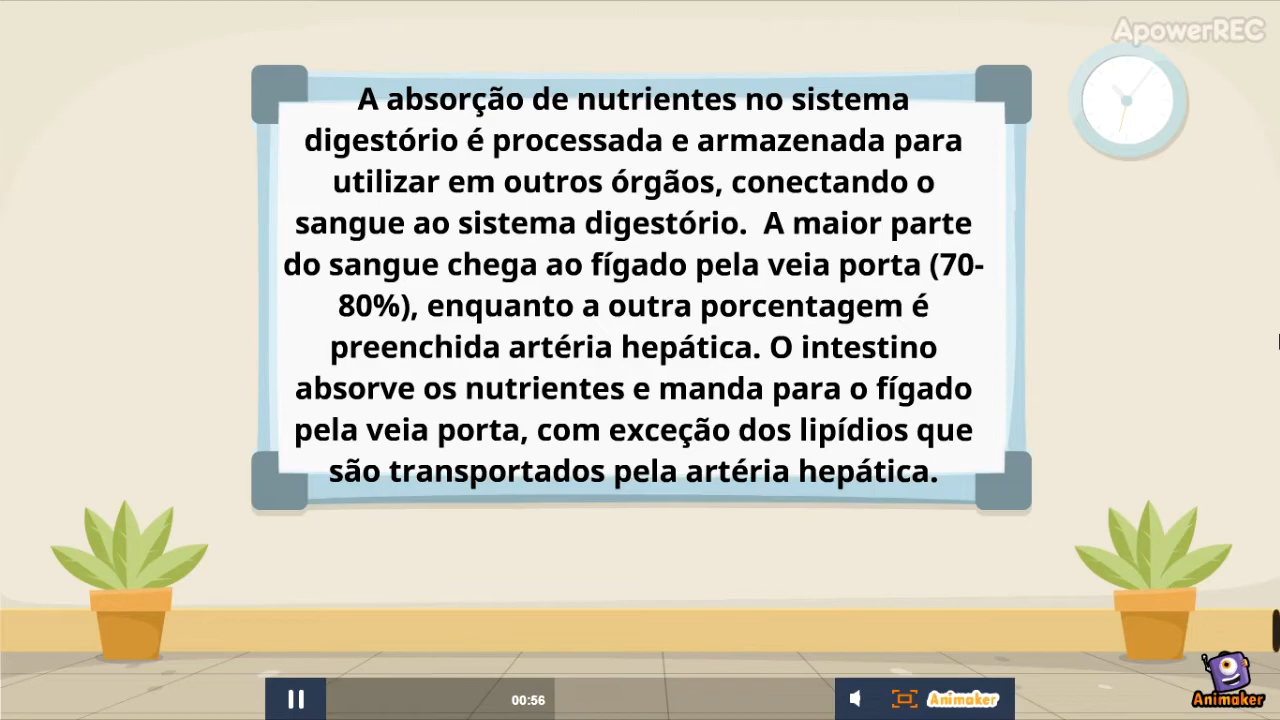 ApowerREC
A absorção de nutrientes no sistema
digestório é processada e armazenada para
utilizar em outros órgãos, conectando o
sangue ao sistema digestório.  A maior parte
do sangue chega ao fígado pela veia porta (70-
80%), enquanto a outra porcentagem é
preenchida artéria hepática. O intestino
absorve os nutrientes e manda para o fígado
pela veia porta, com exceção dos lipídios que
são transportados pela artéria hepática.
00:56
Animaker
Animaker